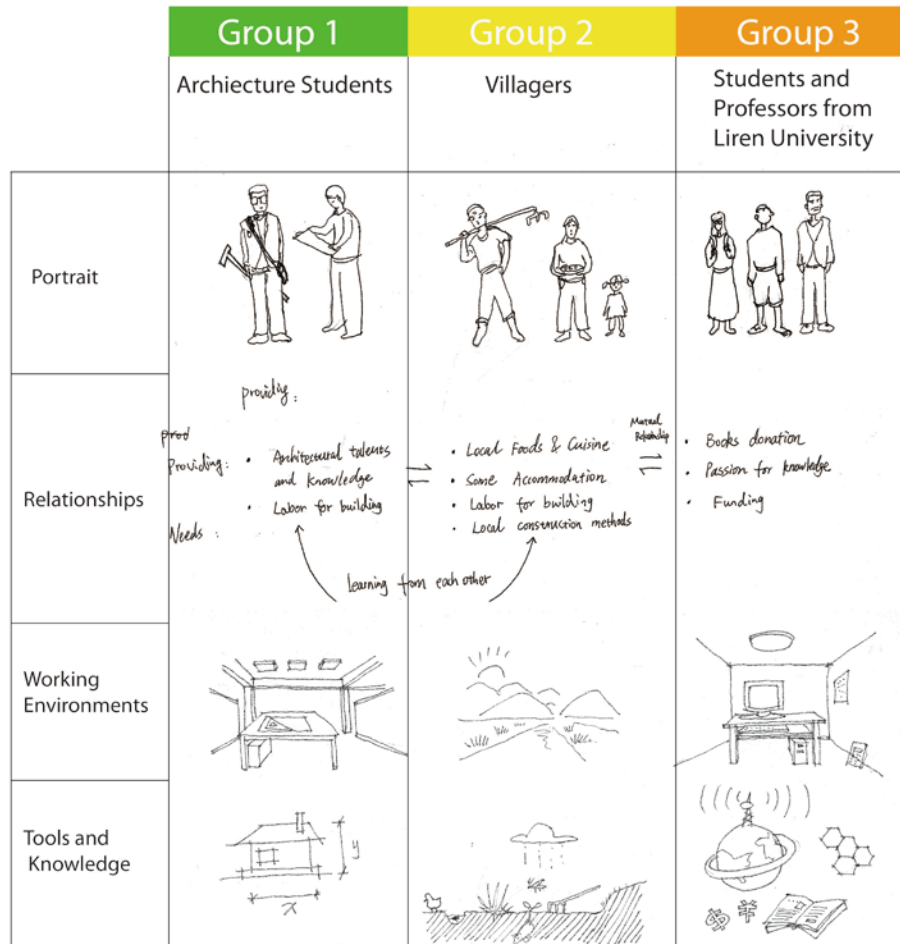 Group 1
Group 2
Group 3
Archiecture Students
Villagers
Students and
Professors from
Liren University
Portrait
Relationships
providig :
prod
Providing :
• Architectural talents
and Knowledge
• Labor for building
Needs :
• Local Foods & Cuisine
• Some Accommodation
• Labor for building
• Local construction methods
Mutual
Relationship
• Books donation
• Passion for knowledge
• Funding
learning from each other
Working
Environments
Tools and
Knowledge
x
y
$ ¥